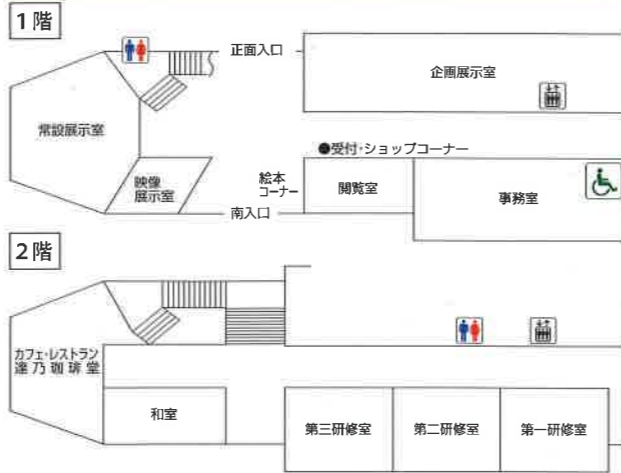 1階
正面入口
企画展示室
常設展示室
●受付・ショップコーナー
映像
展示室
絵本
コーナー
閲覧室
事務室
南入口
2階
カフェ・レストラン
達乃珈琲堂
和室
第三研修室
第二研修室
第一研修室